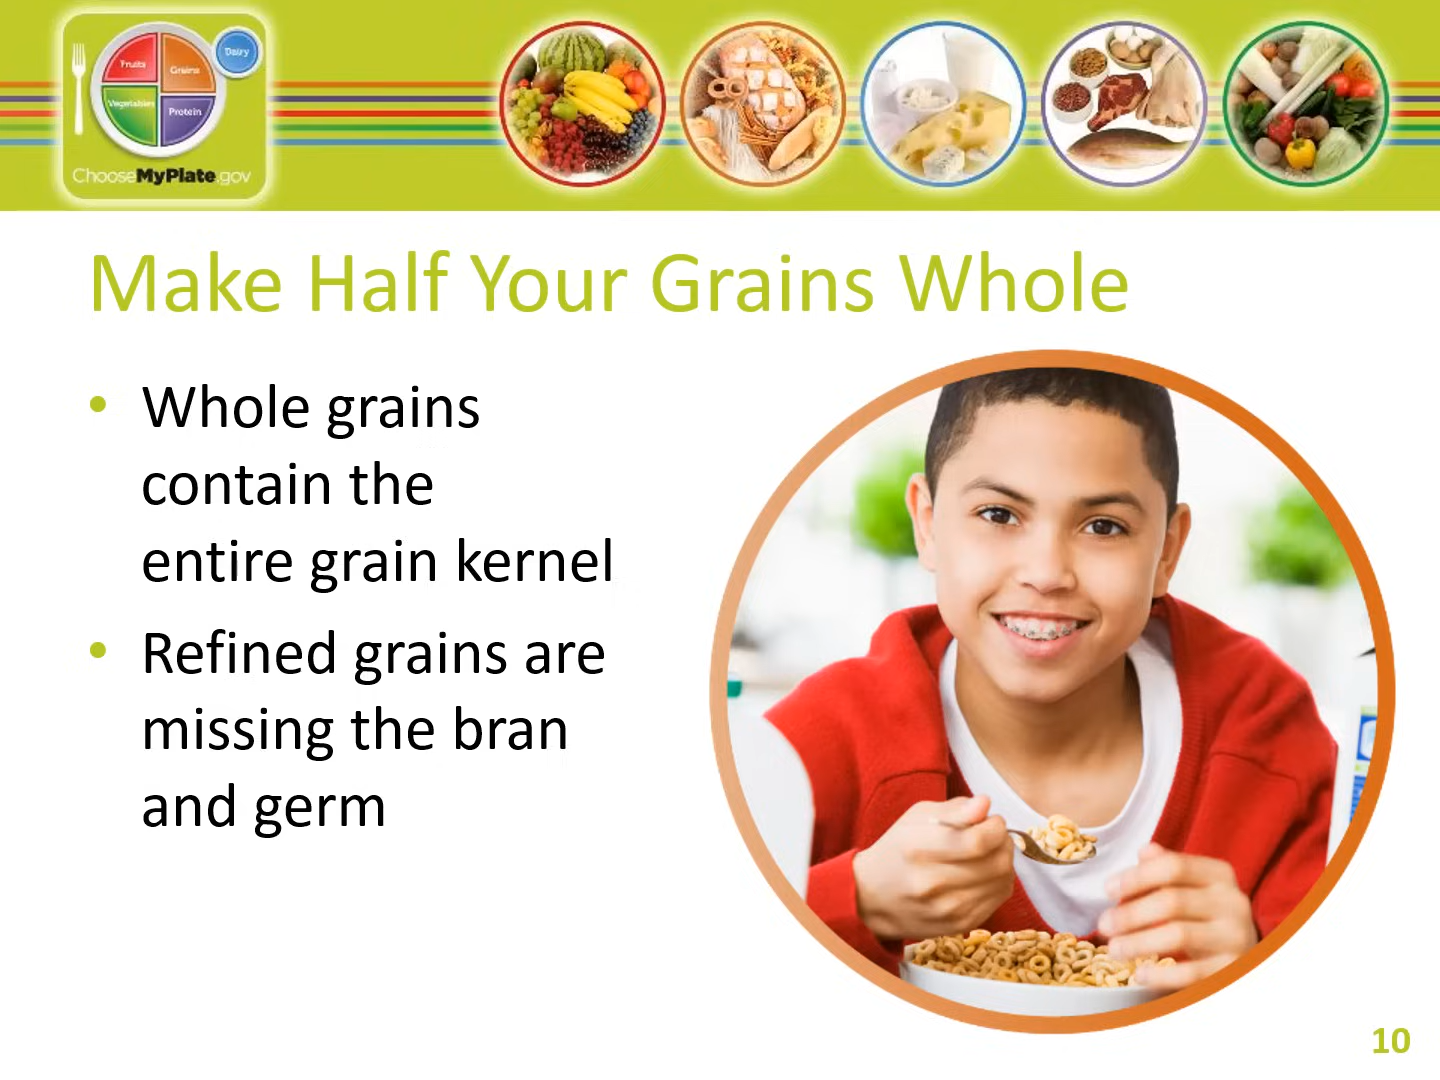 Fruits
Grains
Dairy
Vegetables
Protein
ChooseMyPlate.gov
Make Half Your Grains Whole
• Whole grains
contain the
entire grain kernel
• Refined grains are
missing the bran
and germ
10